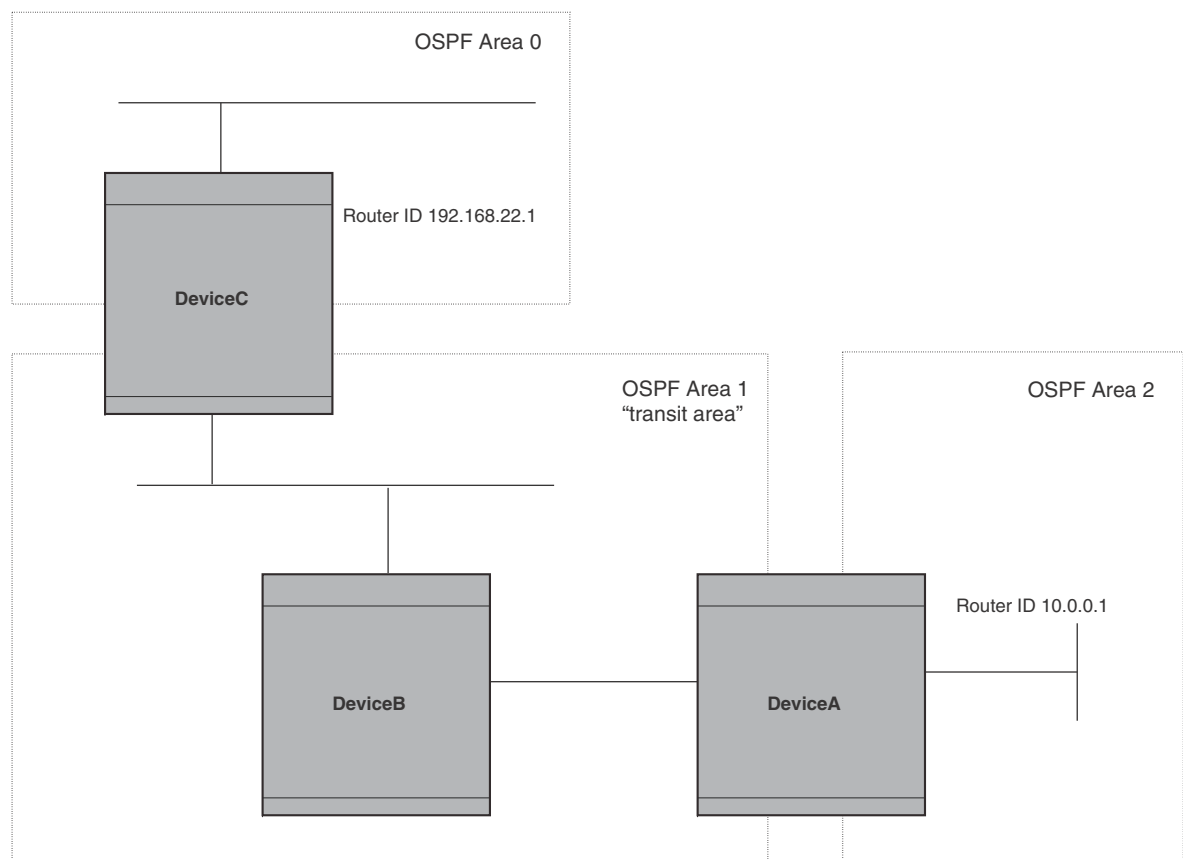 OSPF Area 0
Router ID 192.168.22.1
DeviceC
OSPF Area 1
“transit area”
OSPF Area 2
Router ID 10.0.0.1
DeviceB
DeviceA